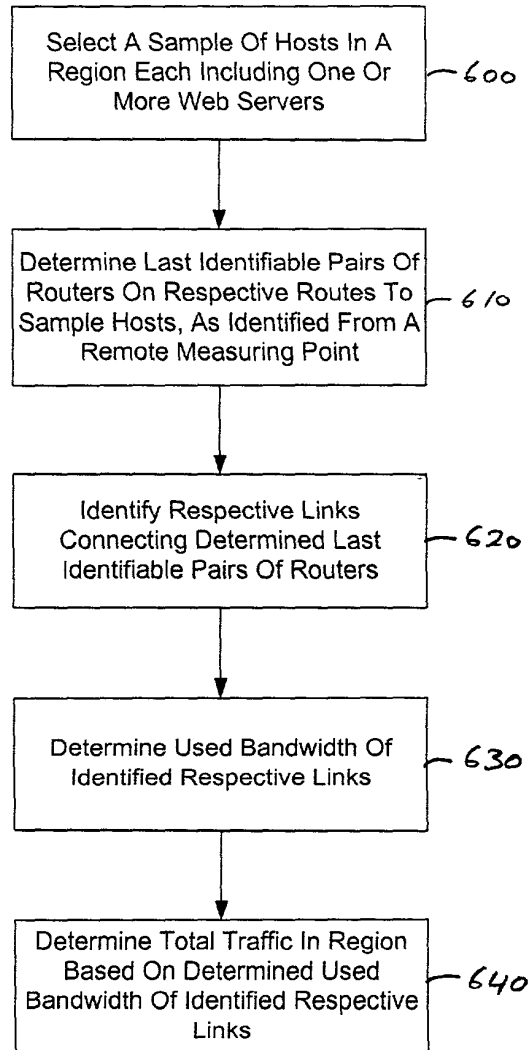 Select A Sample Of Hosts In A
Region Each Including One Or
More Web Servers
600
Determine Last Identifiable Pairs Of
Routers On Respective Routes To
Sample Hosts, As Identified From A
Remote Measuring Point
610
Identify Respective Links
Connecting Determined Last
Identifiable Pairs Of Routers
620
Determine Used Bandwidth Of
Identified Respective Links
630
Determine Total Traffic In Region
Based On Determined Used
Bandwidth Of Identified Respective
Links
640